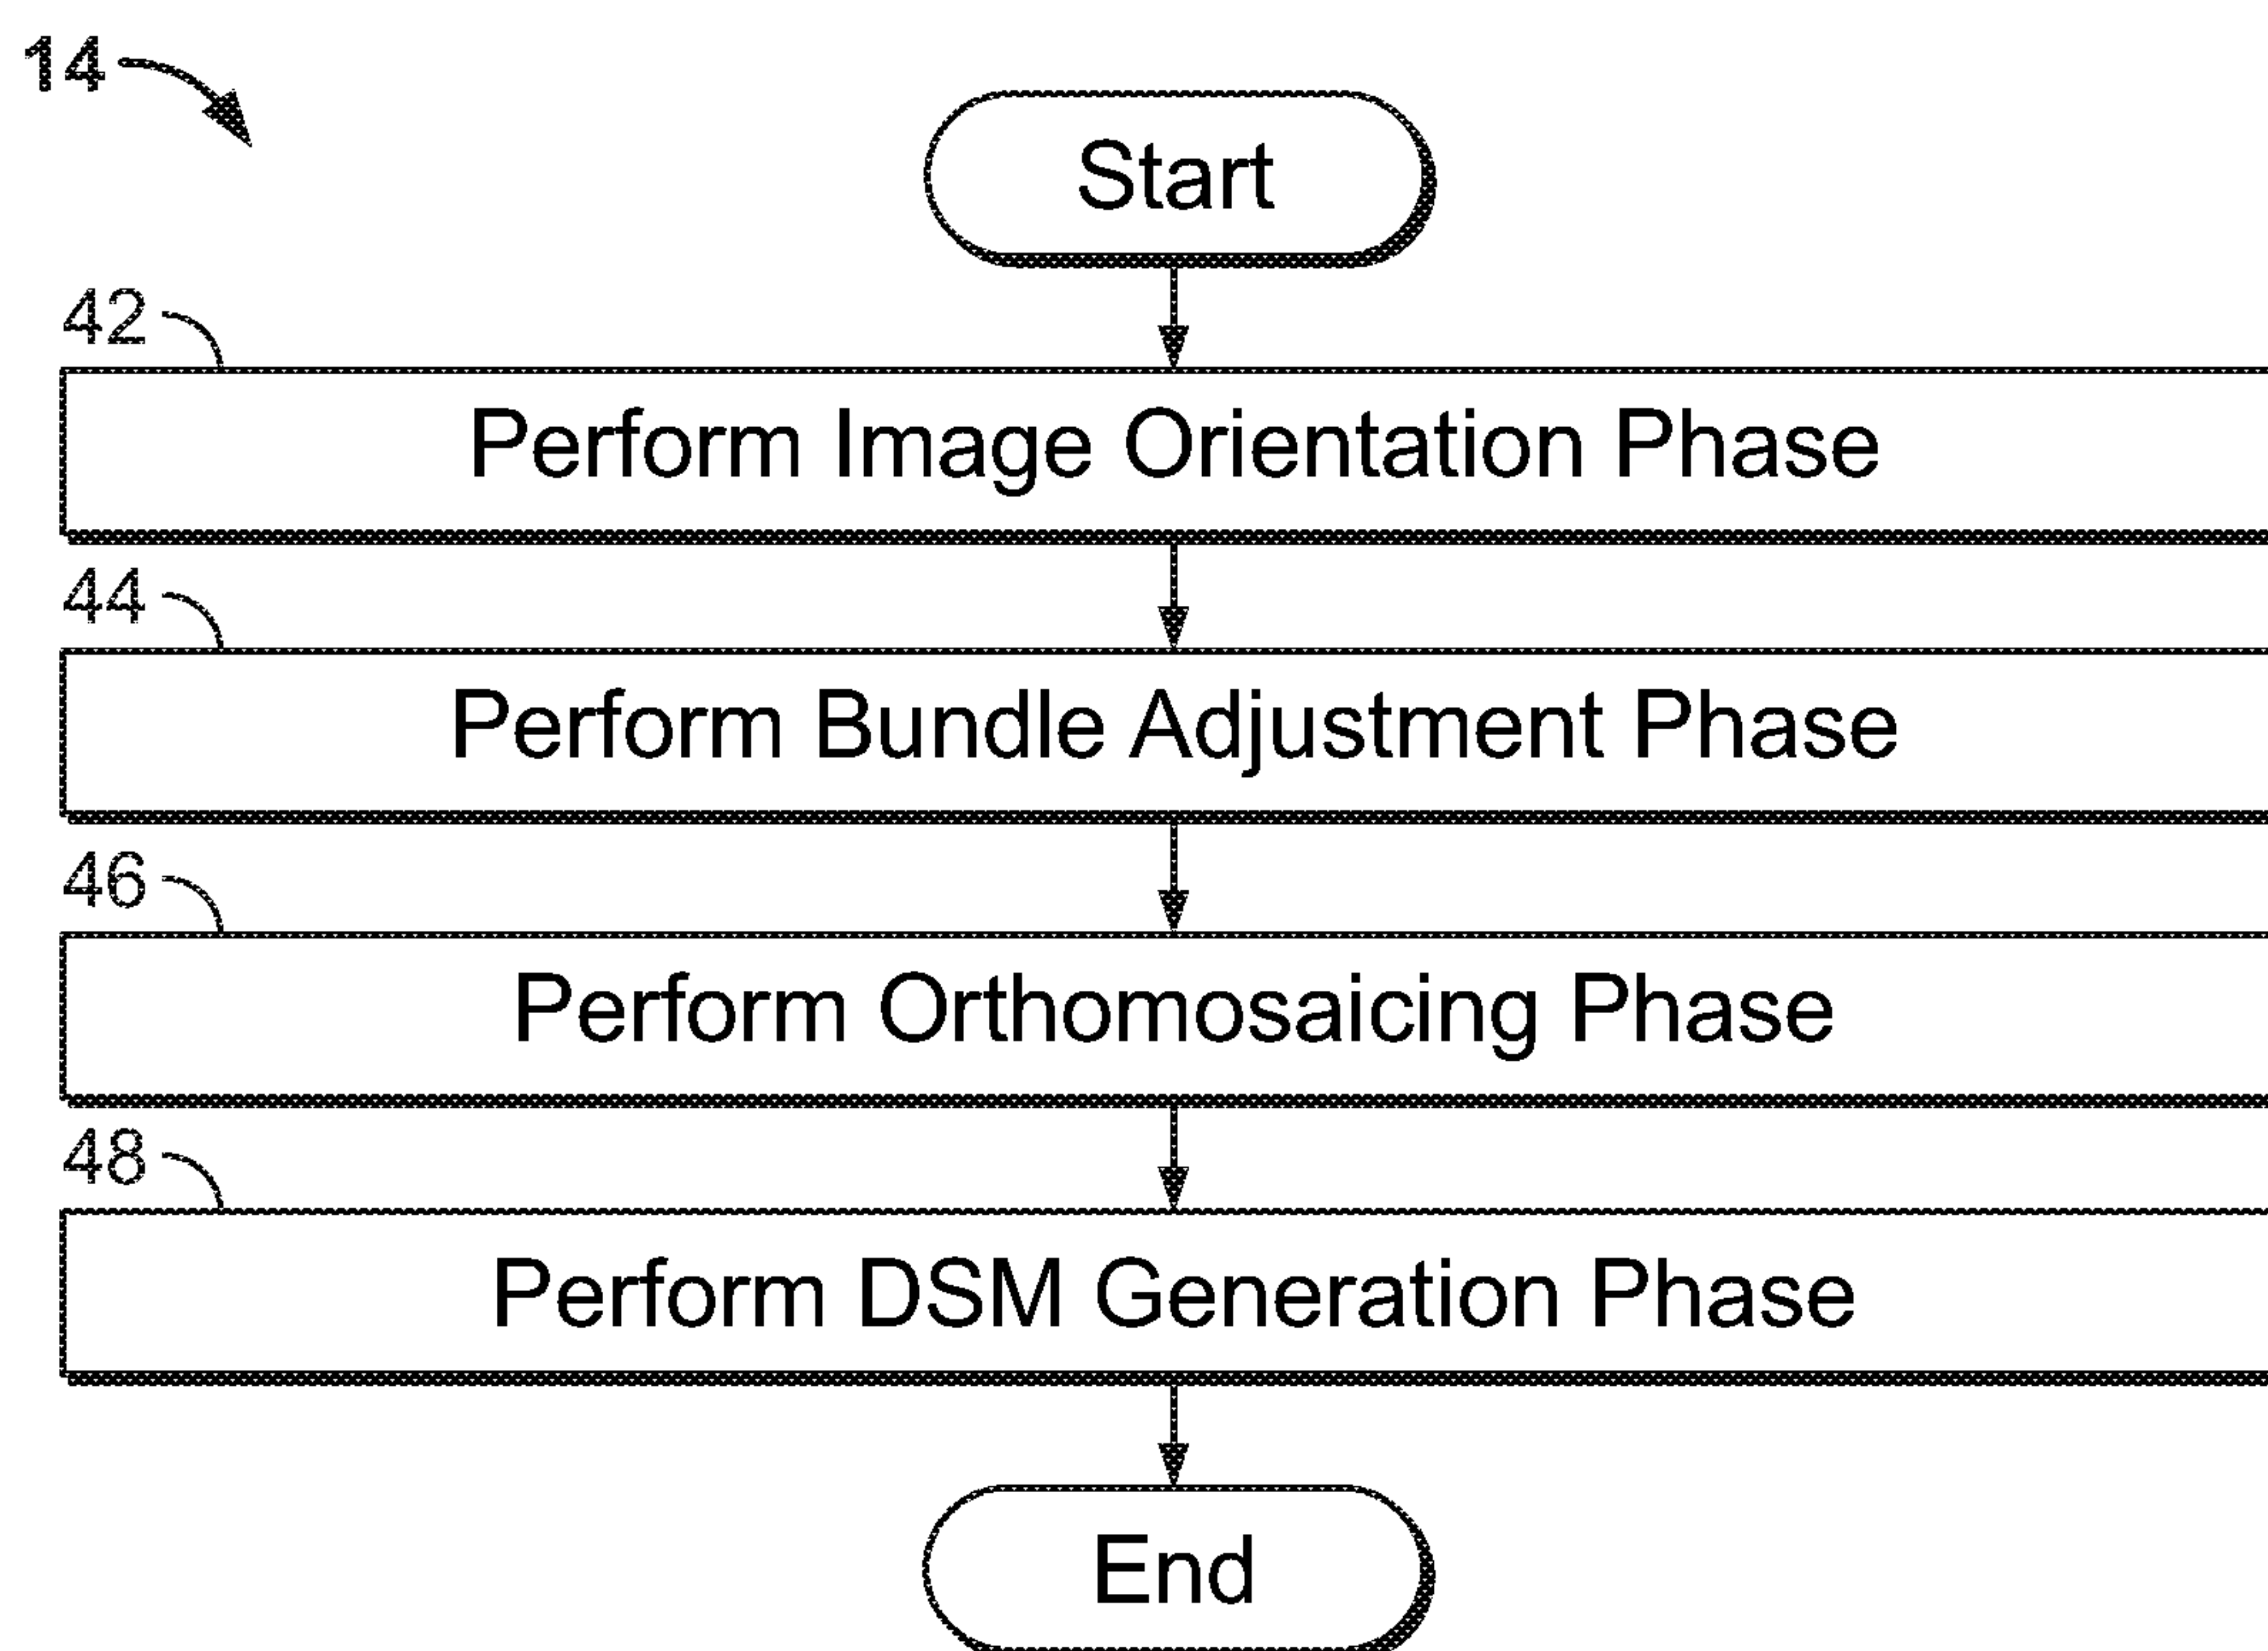 14
Start
42
Perform Image Orientation Phase
44
Perform Bundle Adjustment Phase
46
Perform Orthomosaicing Phase
48
Perform DSM Generation Phase
End